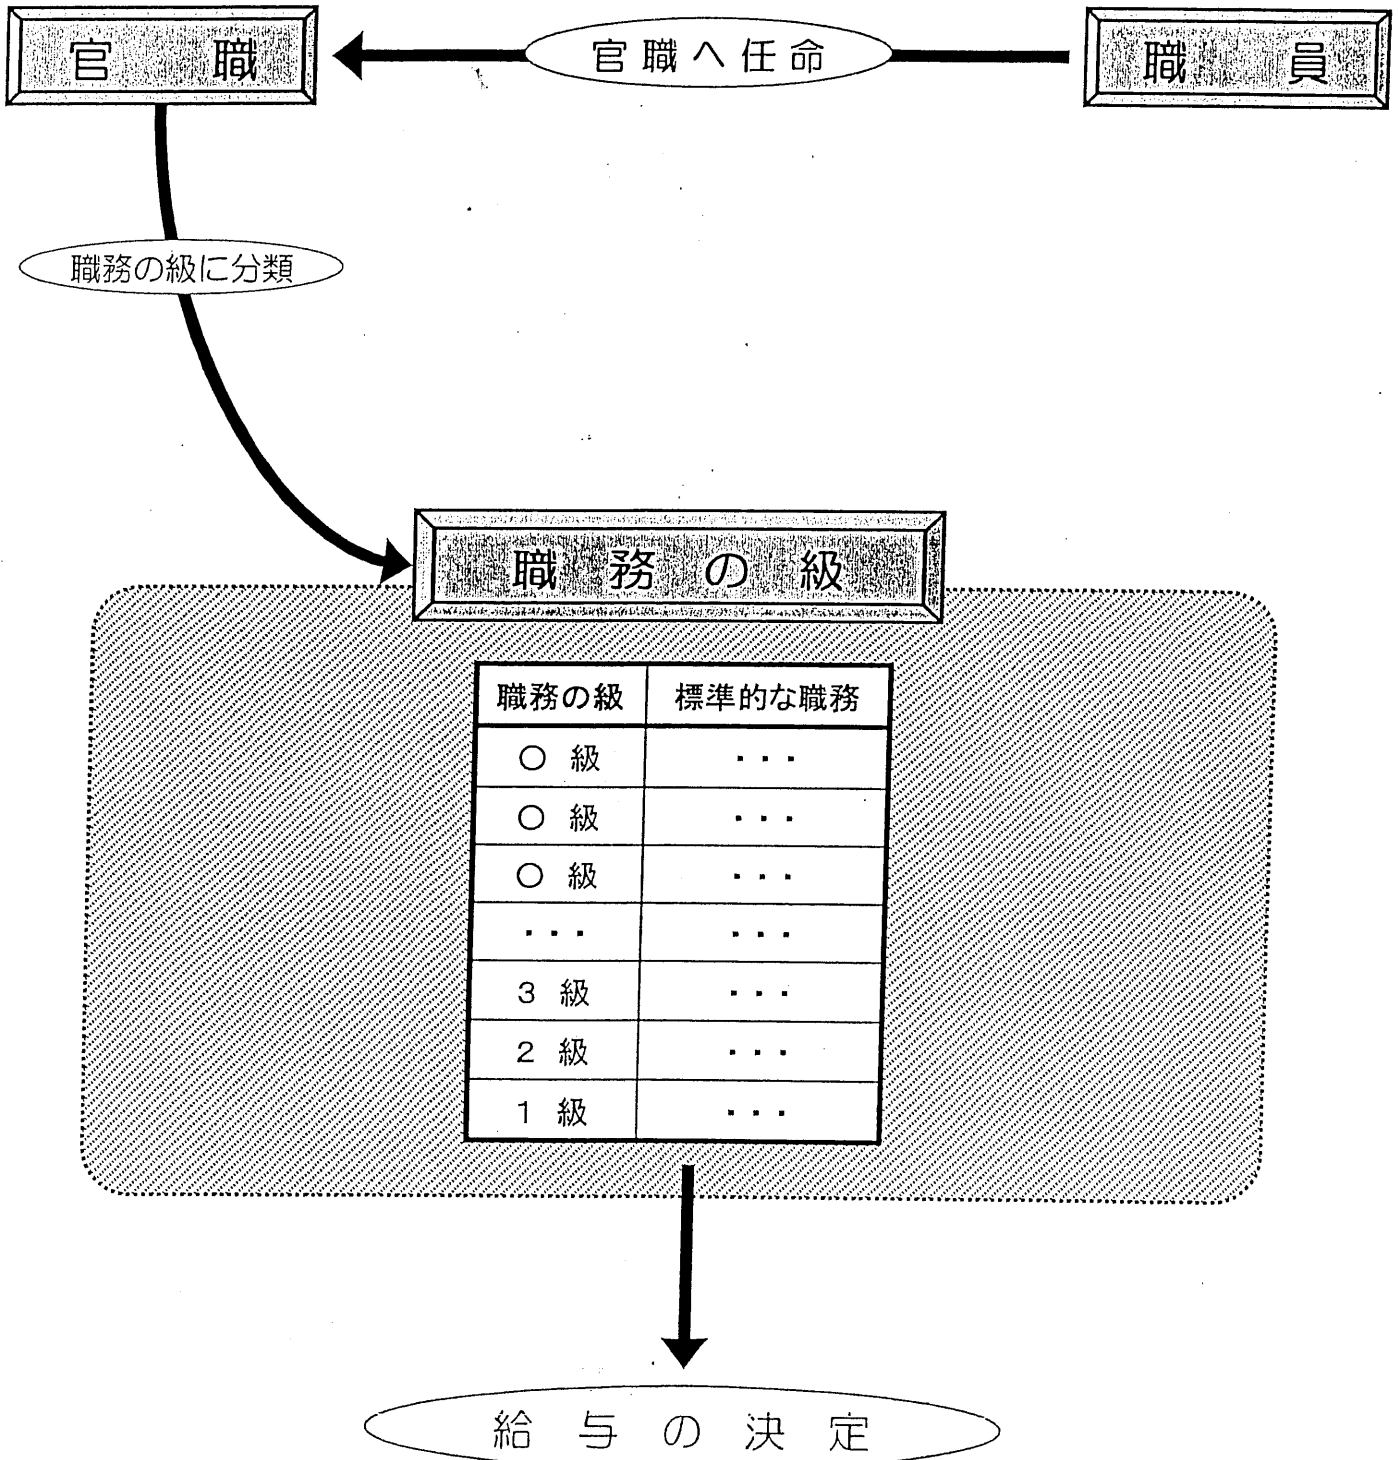 官　職
官職へ任命
職　員
職務の級に分類
職務の級
職務の級　標準的な職務
○ 級　・・・
○ 級　・・・
○ 級　・・・
・・・　・・・
3 級　・・・
2 級　・・・
1 級　・・・
給与の決定